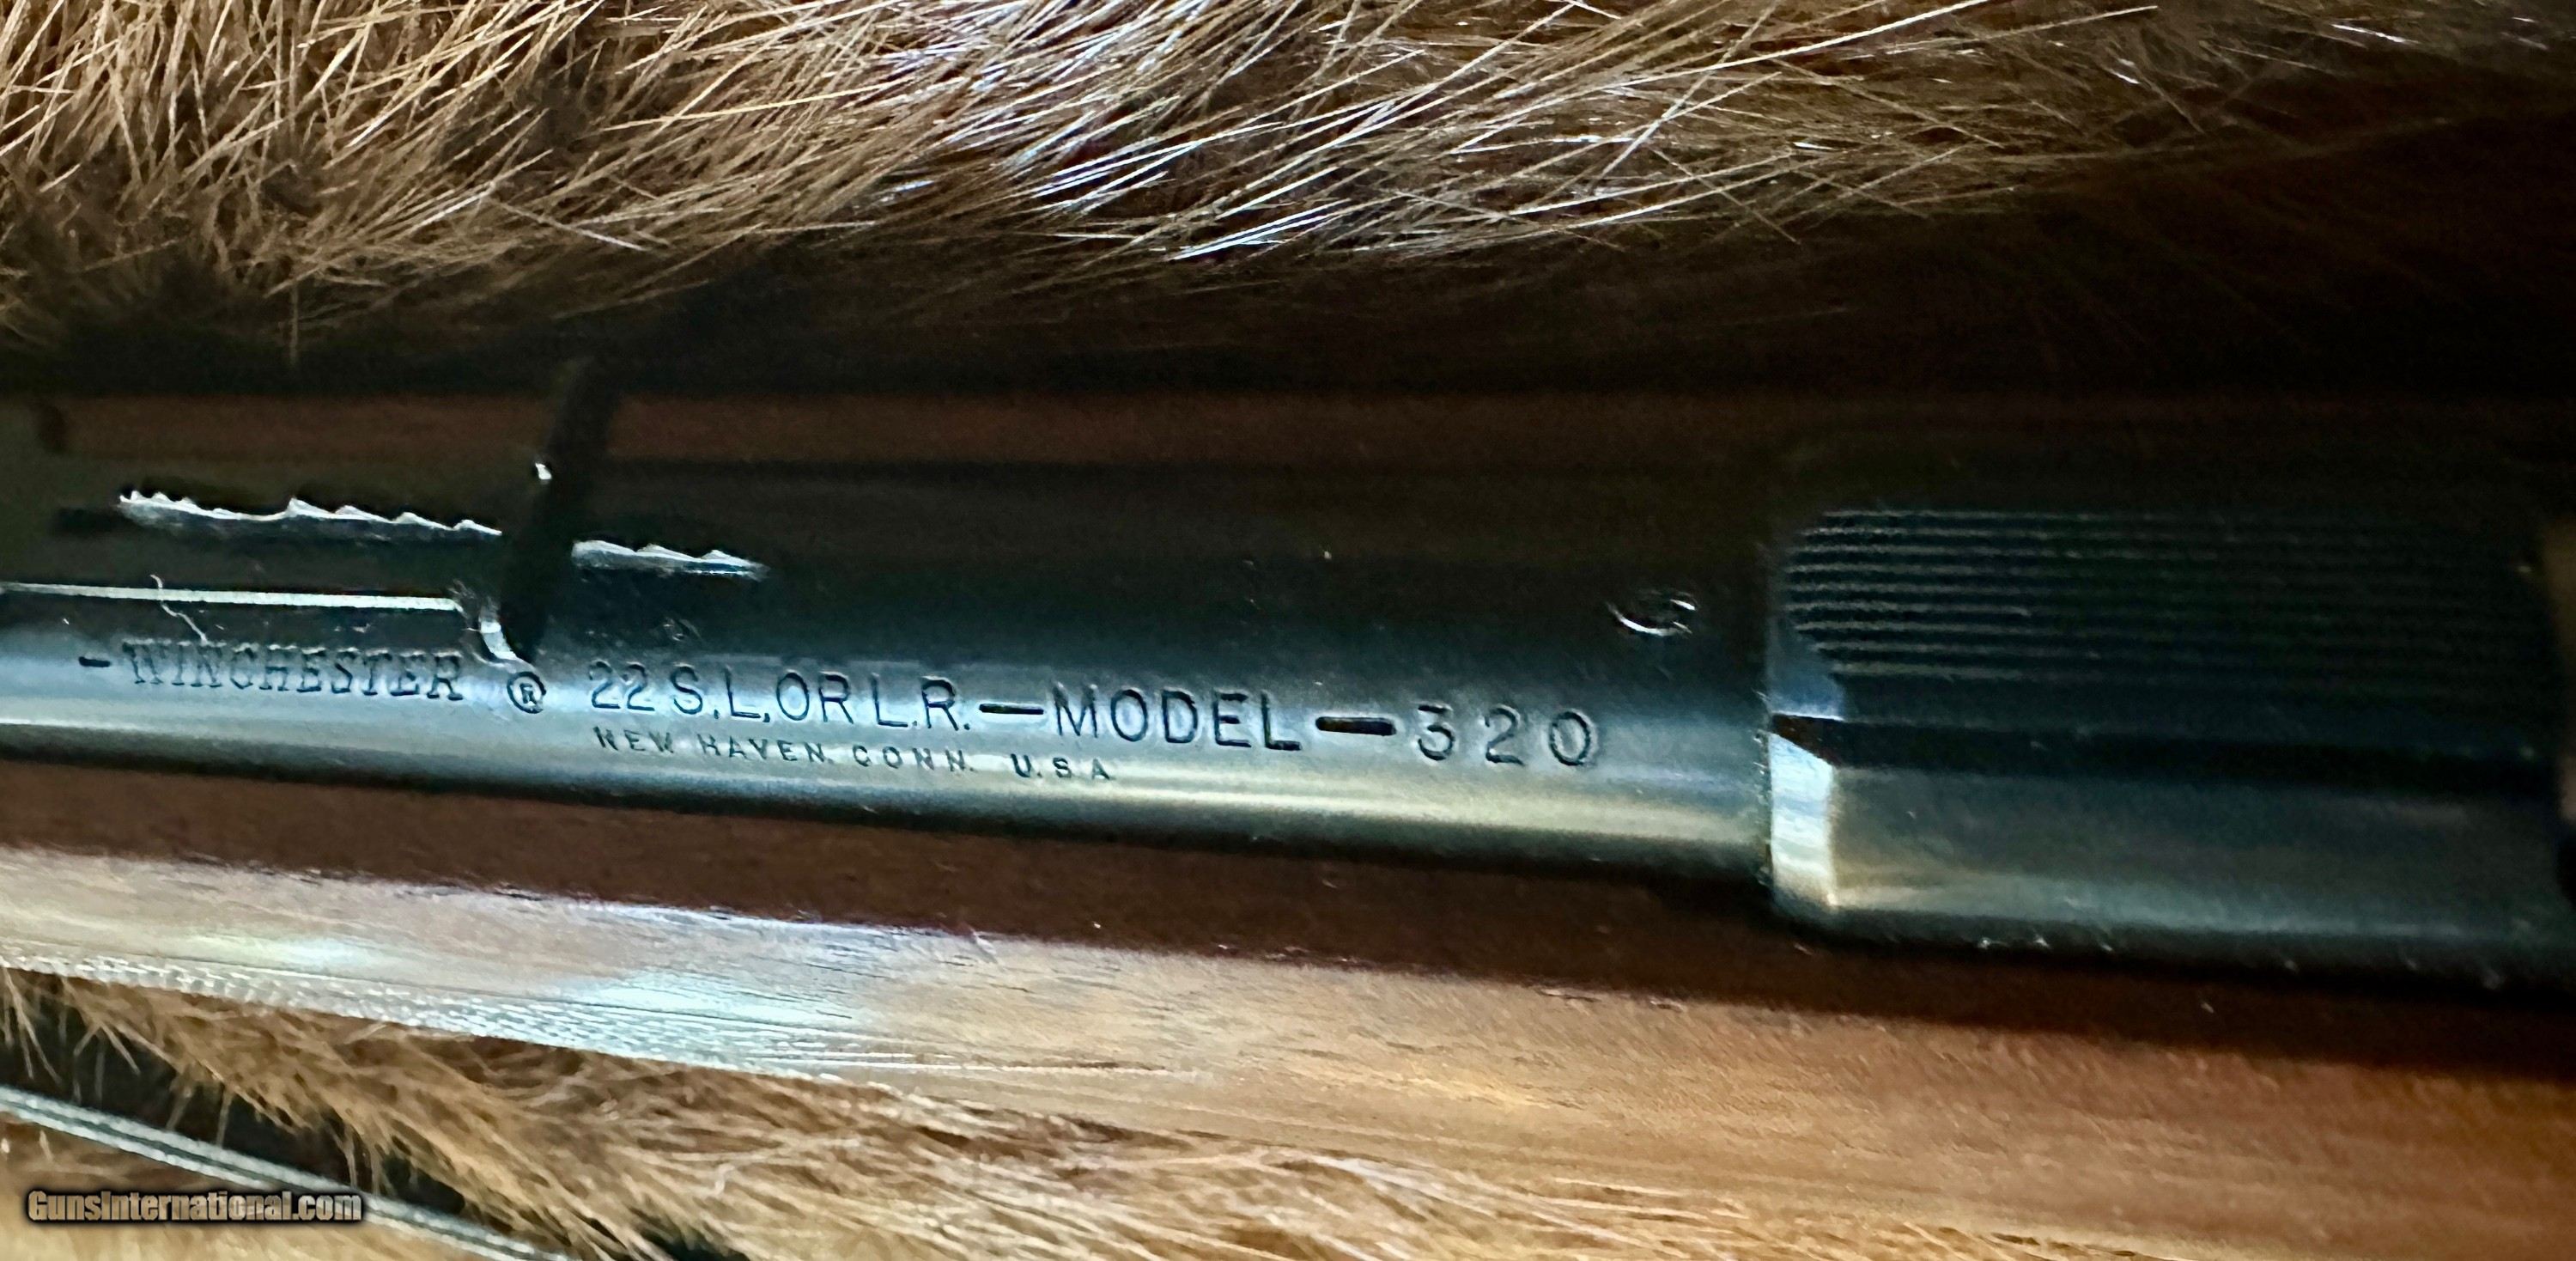 -WINCHESTER ® 22 S,L,OR L.R.—MODEL—320
NEW HAVEN. CONN. U.S.A
GunsInternational.com